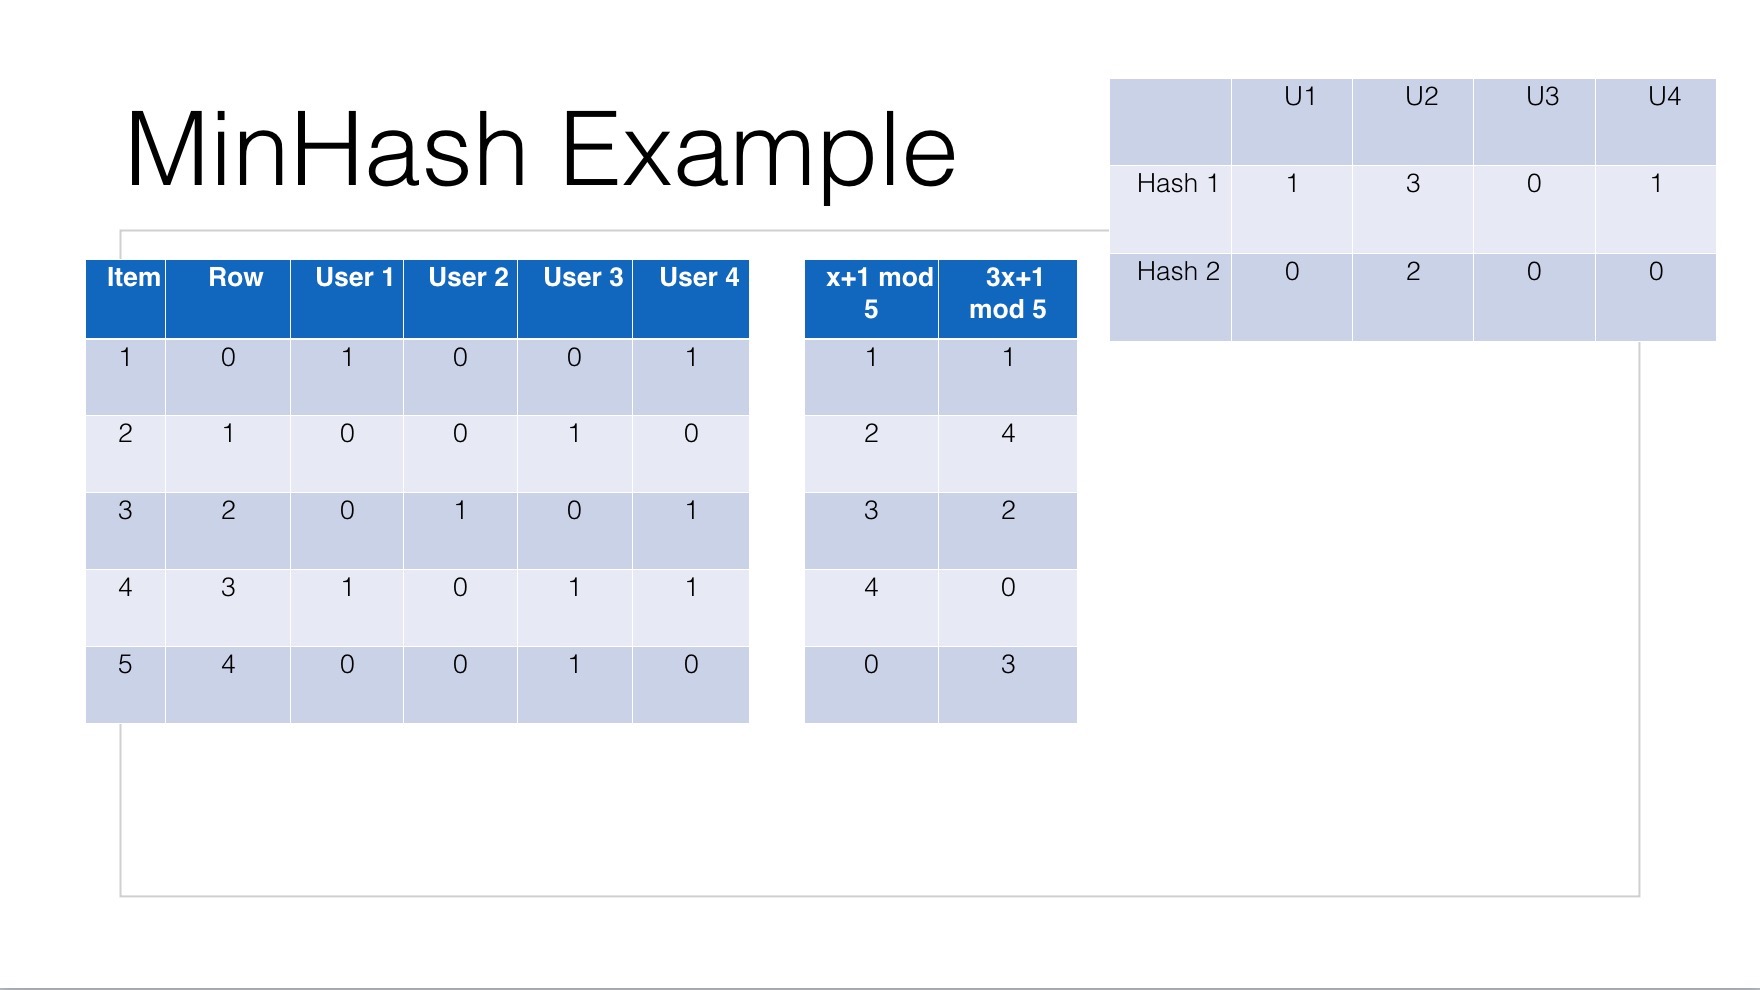 MinHash Example
U1 U2 U3 U4
Hash 1 1 3 0 1
Hash 2 0 2 0 0
Item Row User 1 User 2 User 3 User 4
1 0 1 0 0 1
2 1 0 0 1 0
3 2 0 1 0 1
4 3 1 0 1 1
5 4 0 0 1 0
x+1 mod 3x+1
5 mod 5
1 1
2 4
3 2
4 0
0 3